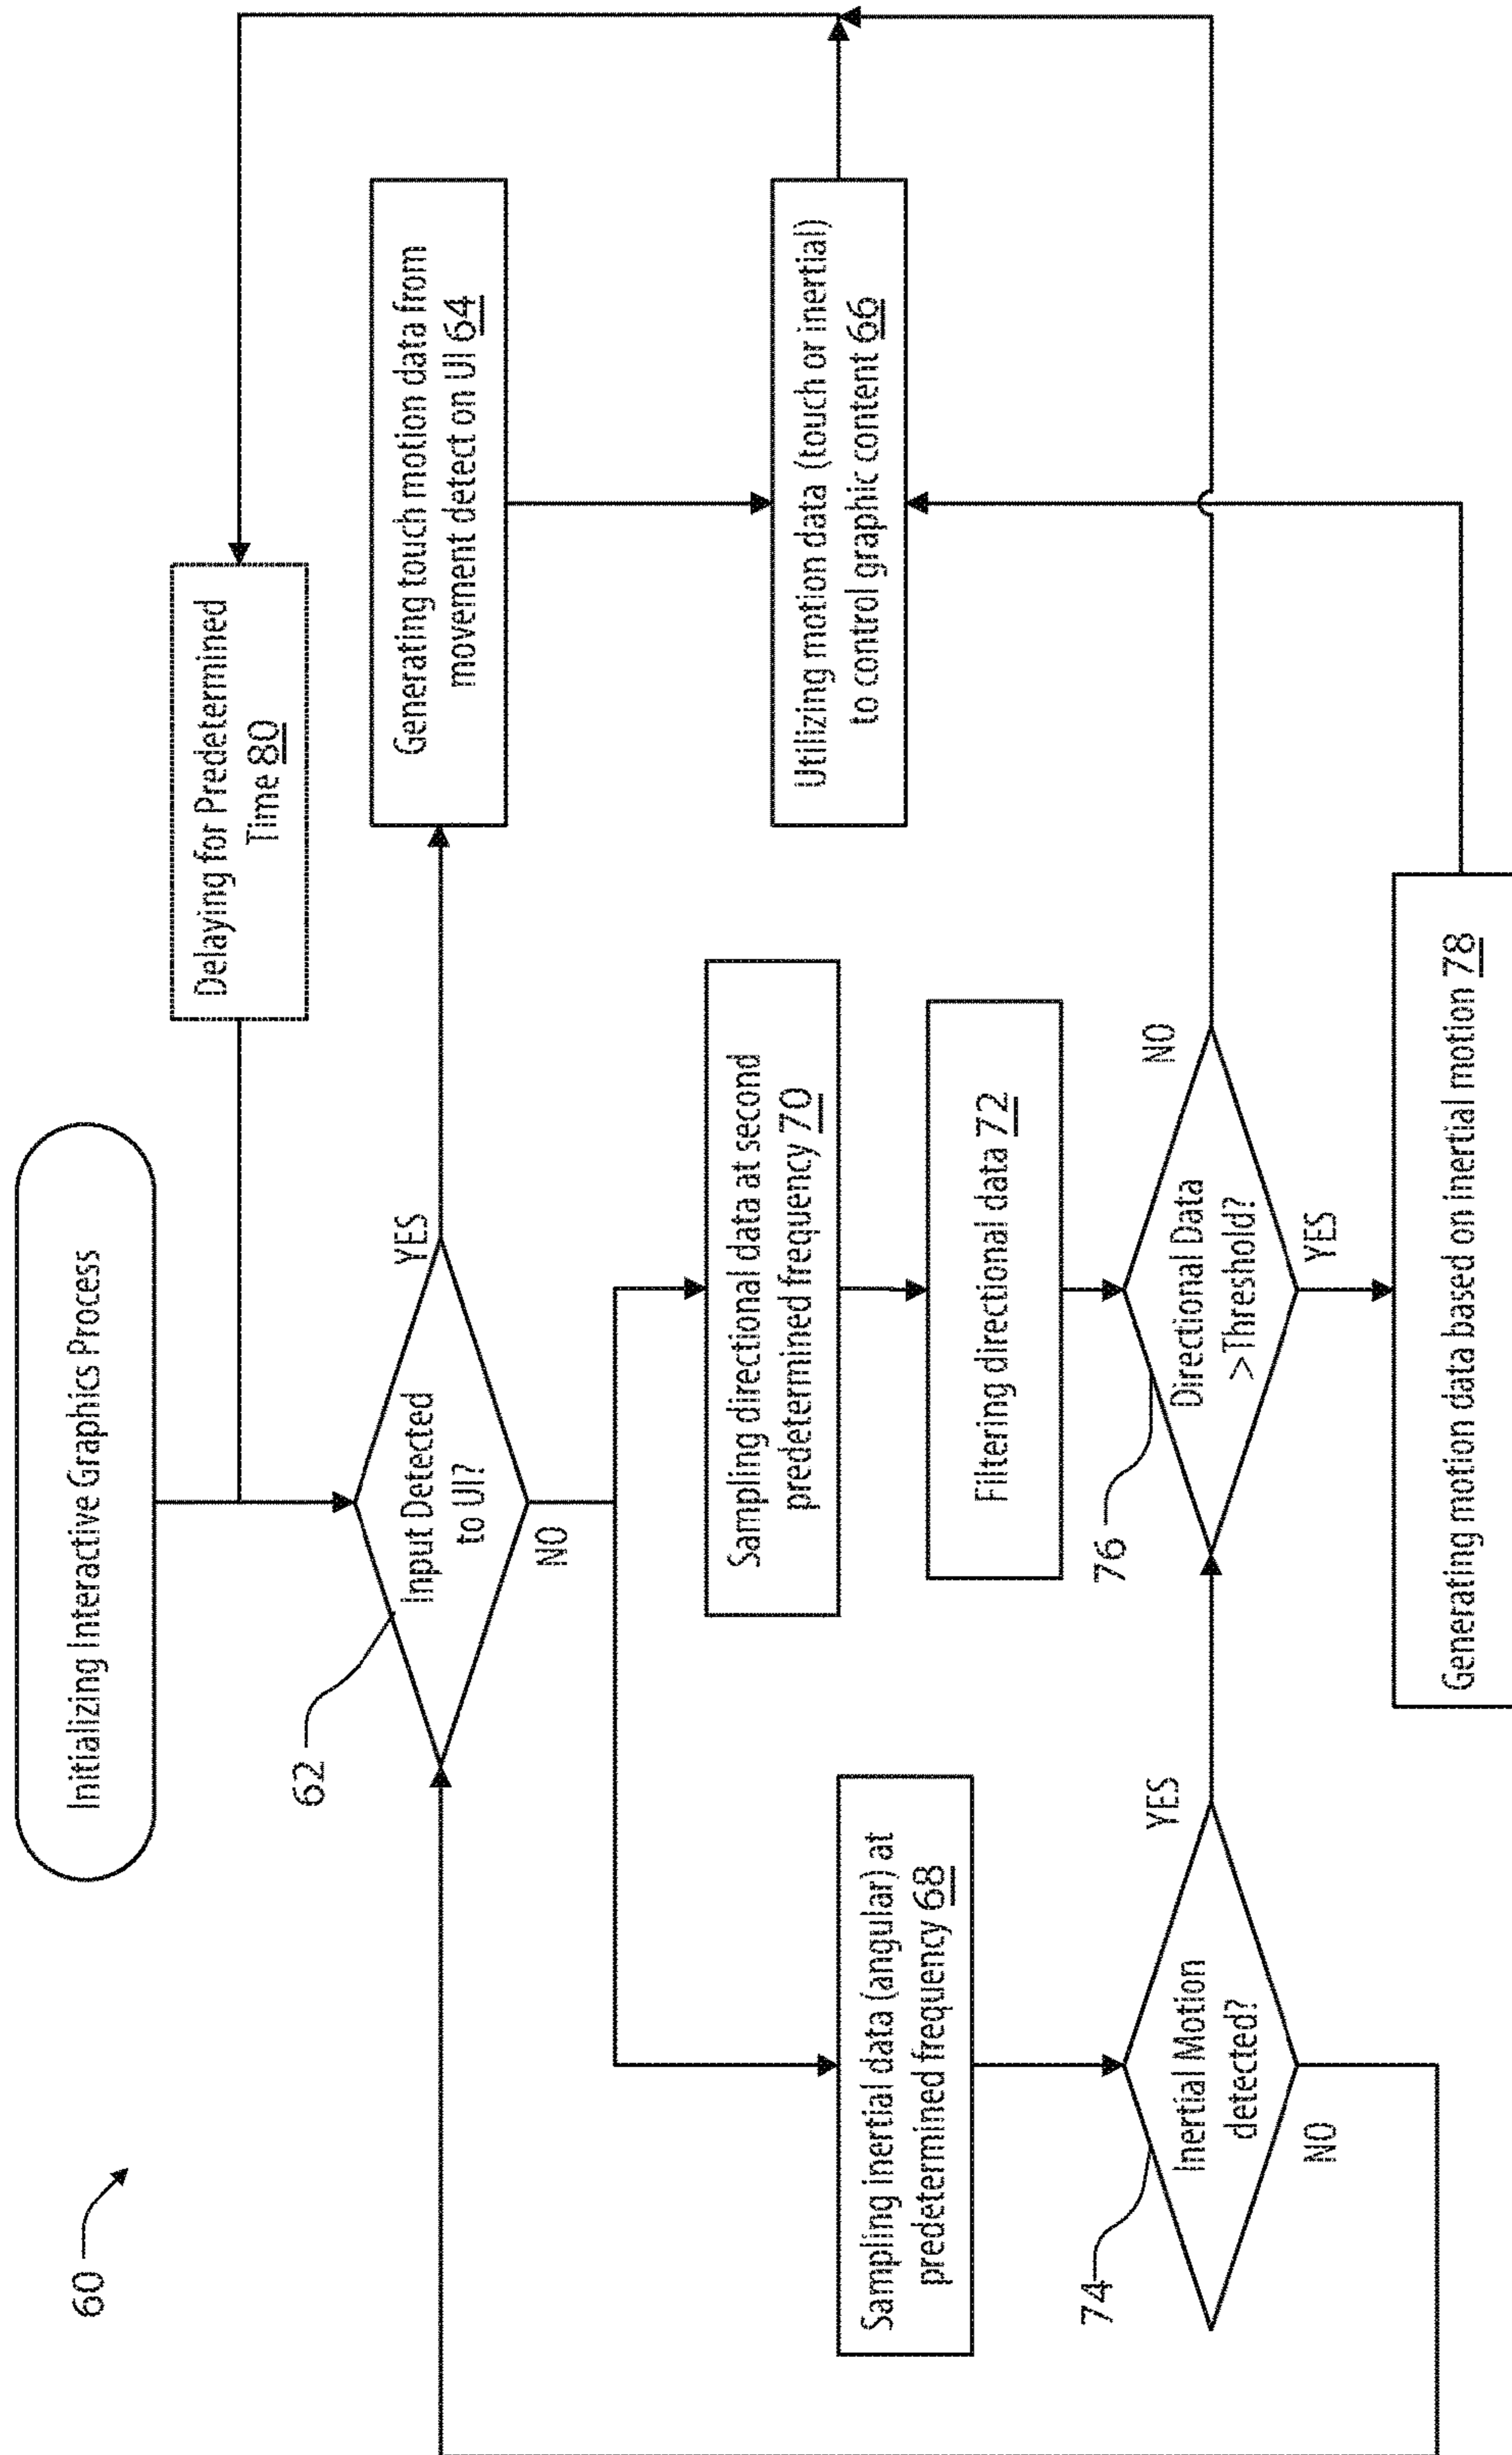 60
Initializing Interactive Graphics Process
Delaying for Predetermined
Time 80
62
Input Detected
to UI?
YES
NO
Generating touch motion data from
movement detect on UI 64
Sampling directional data at second
predetermined frequency 70
Utilizing motion data (touch or inertial)
to control graphic content 66
Sampling inertial data (angular) at
predetermined frequency 68
Filtering directional data 72
74
Inertial Motion
detected?
YES
NO
76
Directional Data
>Threshold?
NO
YES
Generating motion data based on inertial motion 78